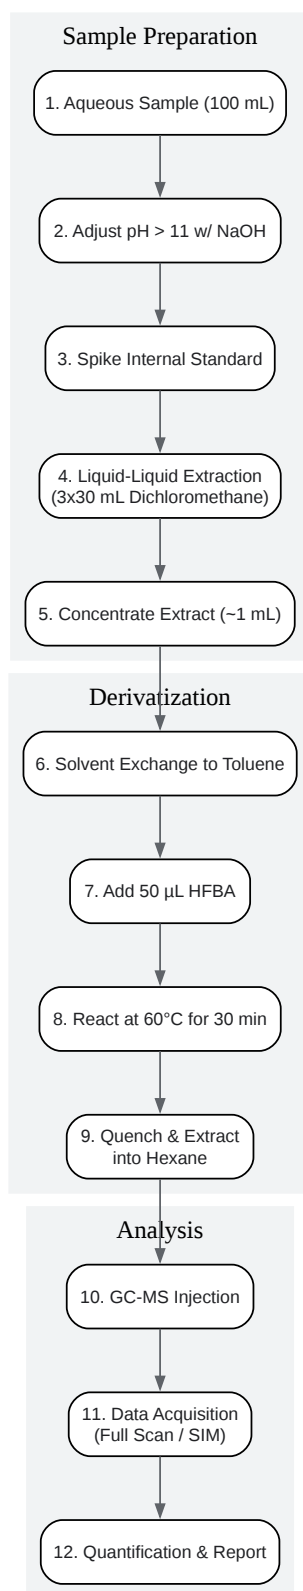 Sample Preparation
1. Aqueous Sample (100 mL)
2. Adjust pH > 11 w/ NaOH
3. Spike Internal Standard
4. Liquid-Liquid Extraction
(3x30 mL Dichloromethane)
5. Concentrate Extract (~1 mL)
Derivatization
6. Solvent Exchange to Toluene
7. Add 50 µL HFBA
8. React at 60°C for 30 min
9. Quench & Extract
into Hexane
Analysis
10. GC-MS Injection
11. Data Acquisition
(Full Scan / SIM)
12. Quantification & Report